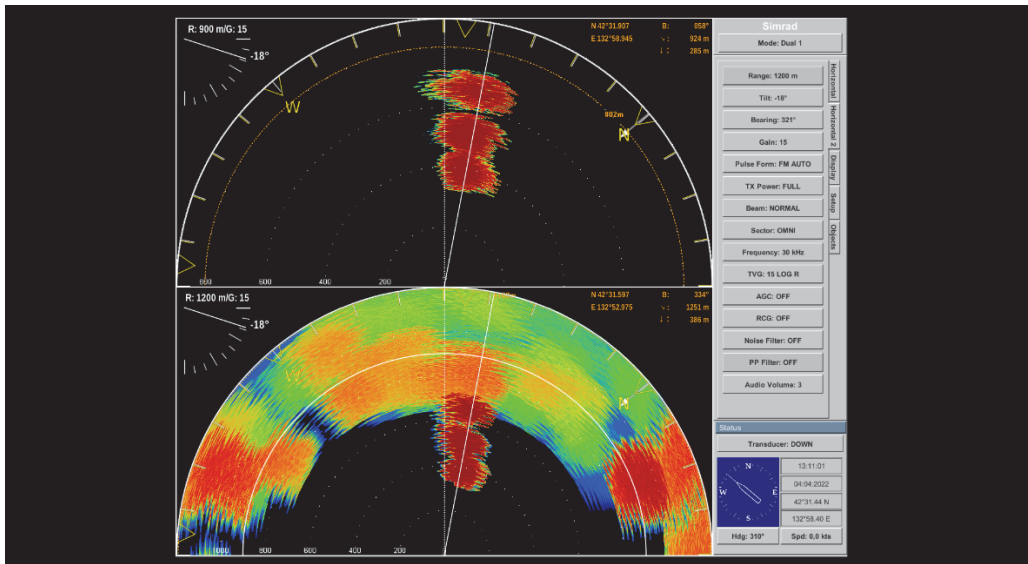 R: 900 m/G: 15
-18°
W
N
802m
N 42°31.907 B: 058°
E 132°58.945 ↘: 924 m
↓: 285 m
800 600 400 200
R: 1200 m/G: 15
-18°
W
N
N 42°31.597 B: 334°
E 132°52.975 ↘: 1251 m
↓: 386 m
1000 800 600 400 200
Simrad
Mode: Dual 1
Range: 1200 m
Tilt: -18°
Bearing: 321°
Gain: 15
Pulse Form: FM AUTO
TX Power: FULL
Beam: NORMAL
Sector: OMNI
Frequency: 30 kHz
TVG: 15 LOG R
AGC: OFF
RCG: OFF
Noise Filter: OFF
PP Filter: OFF
Audio Volume: 3
Horizontal
Horizontal 2
Display
Setup
Objects
Status
Transducer: DOWN
N
W E
S
13:11:01
04:04:2022
42°31.44 N
132°58.40 E
Hdg: 310° Spd: 0,0 kts